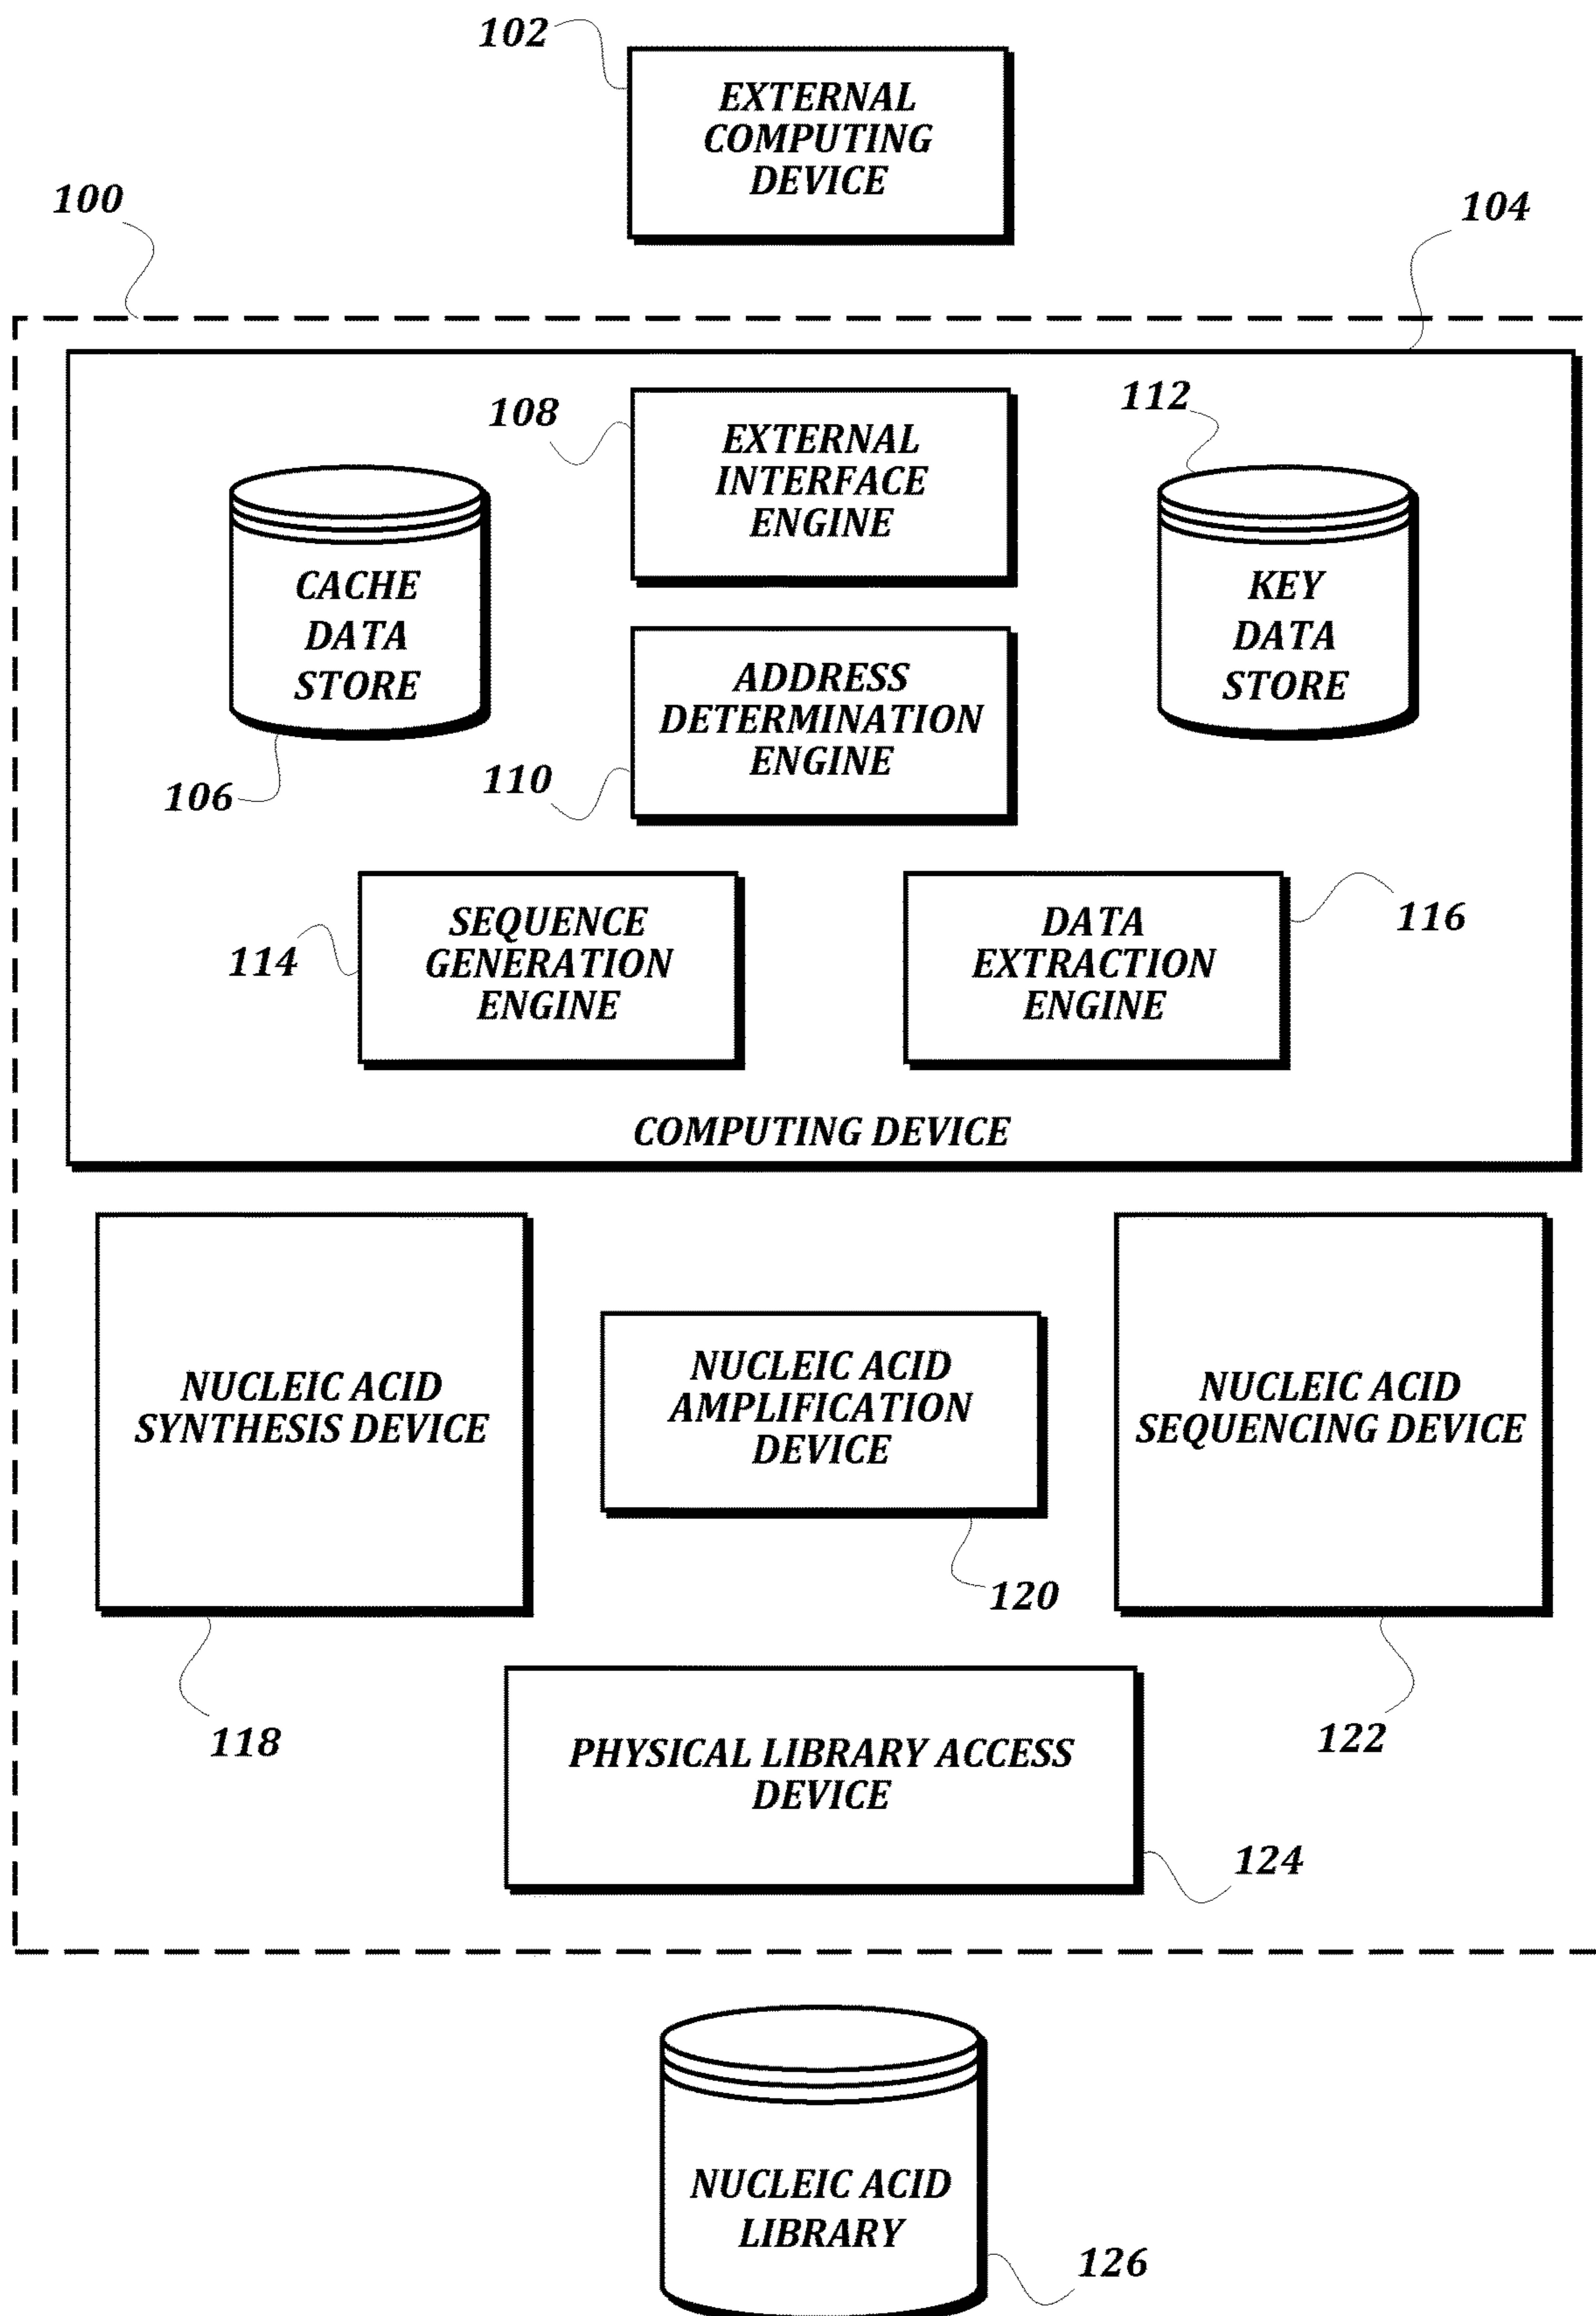 102
EXTERNAL
COMPUTING
DEVICE
100
104
108
EXTERNAL
INTERFACE
ENGINE
112
CACHE
DATA
STORE
KEY
DATA
STORE
ADDRESS
DETERMINATION
ENGINE
106
110
SEQUENCE
GENERATION
ENGINE
114
DATA
EXTRACTION
ENGINE
116
COMPUTING DEVICE
NUCLEIC ACID
SYNTHESIS DEVICE
NUCLEIC ACID
AMPLIFICATION
DEVICE
NUCLEIC ACID
SEQUENCING DEVICE
120
118
122
PHYSICAL LIBRARY ACCESS
DEVICE
124
NUCLEIC ACID
LIBRARY
126